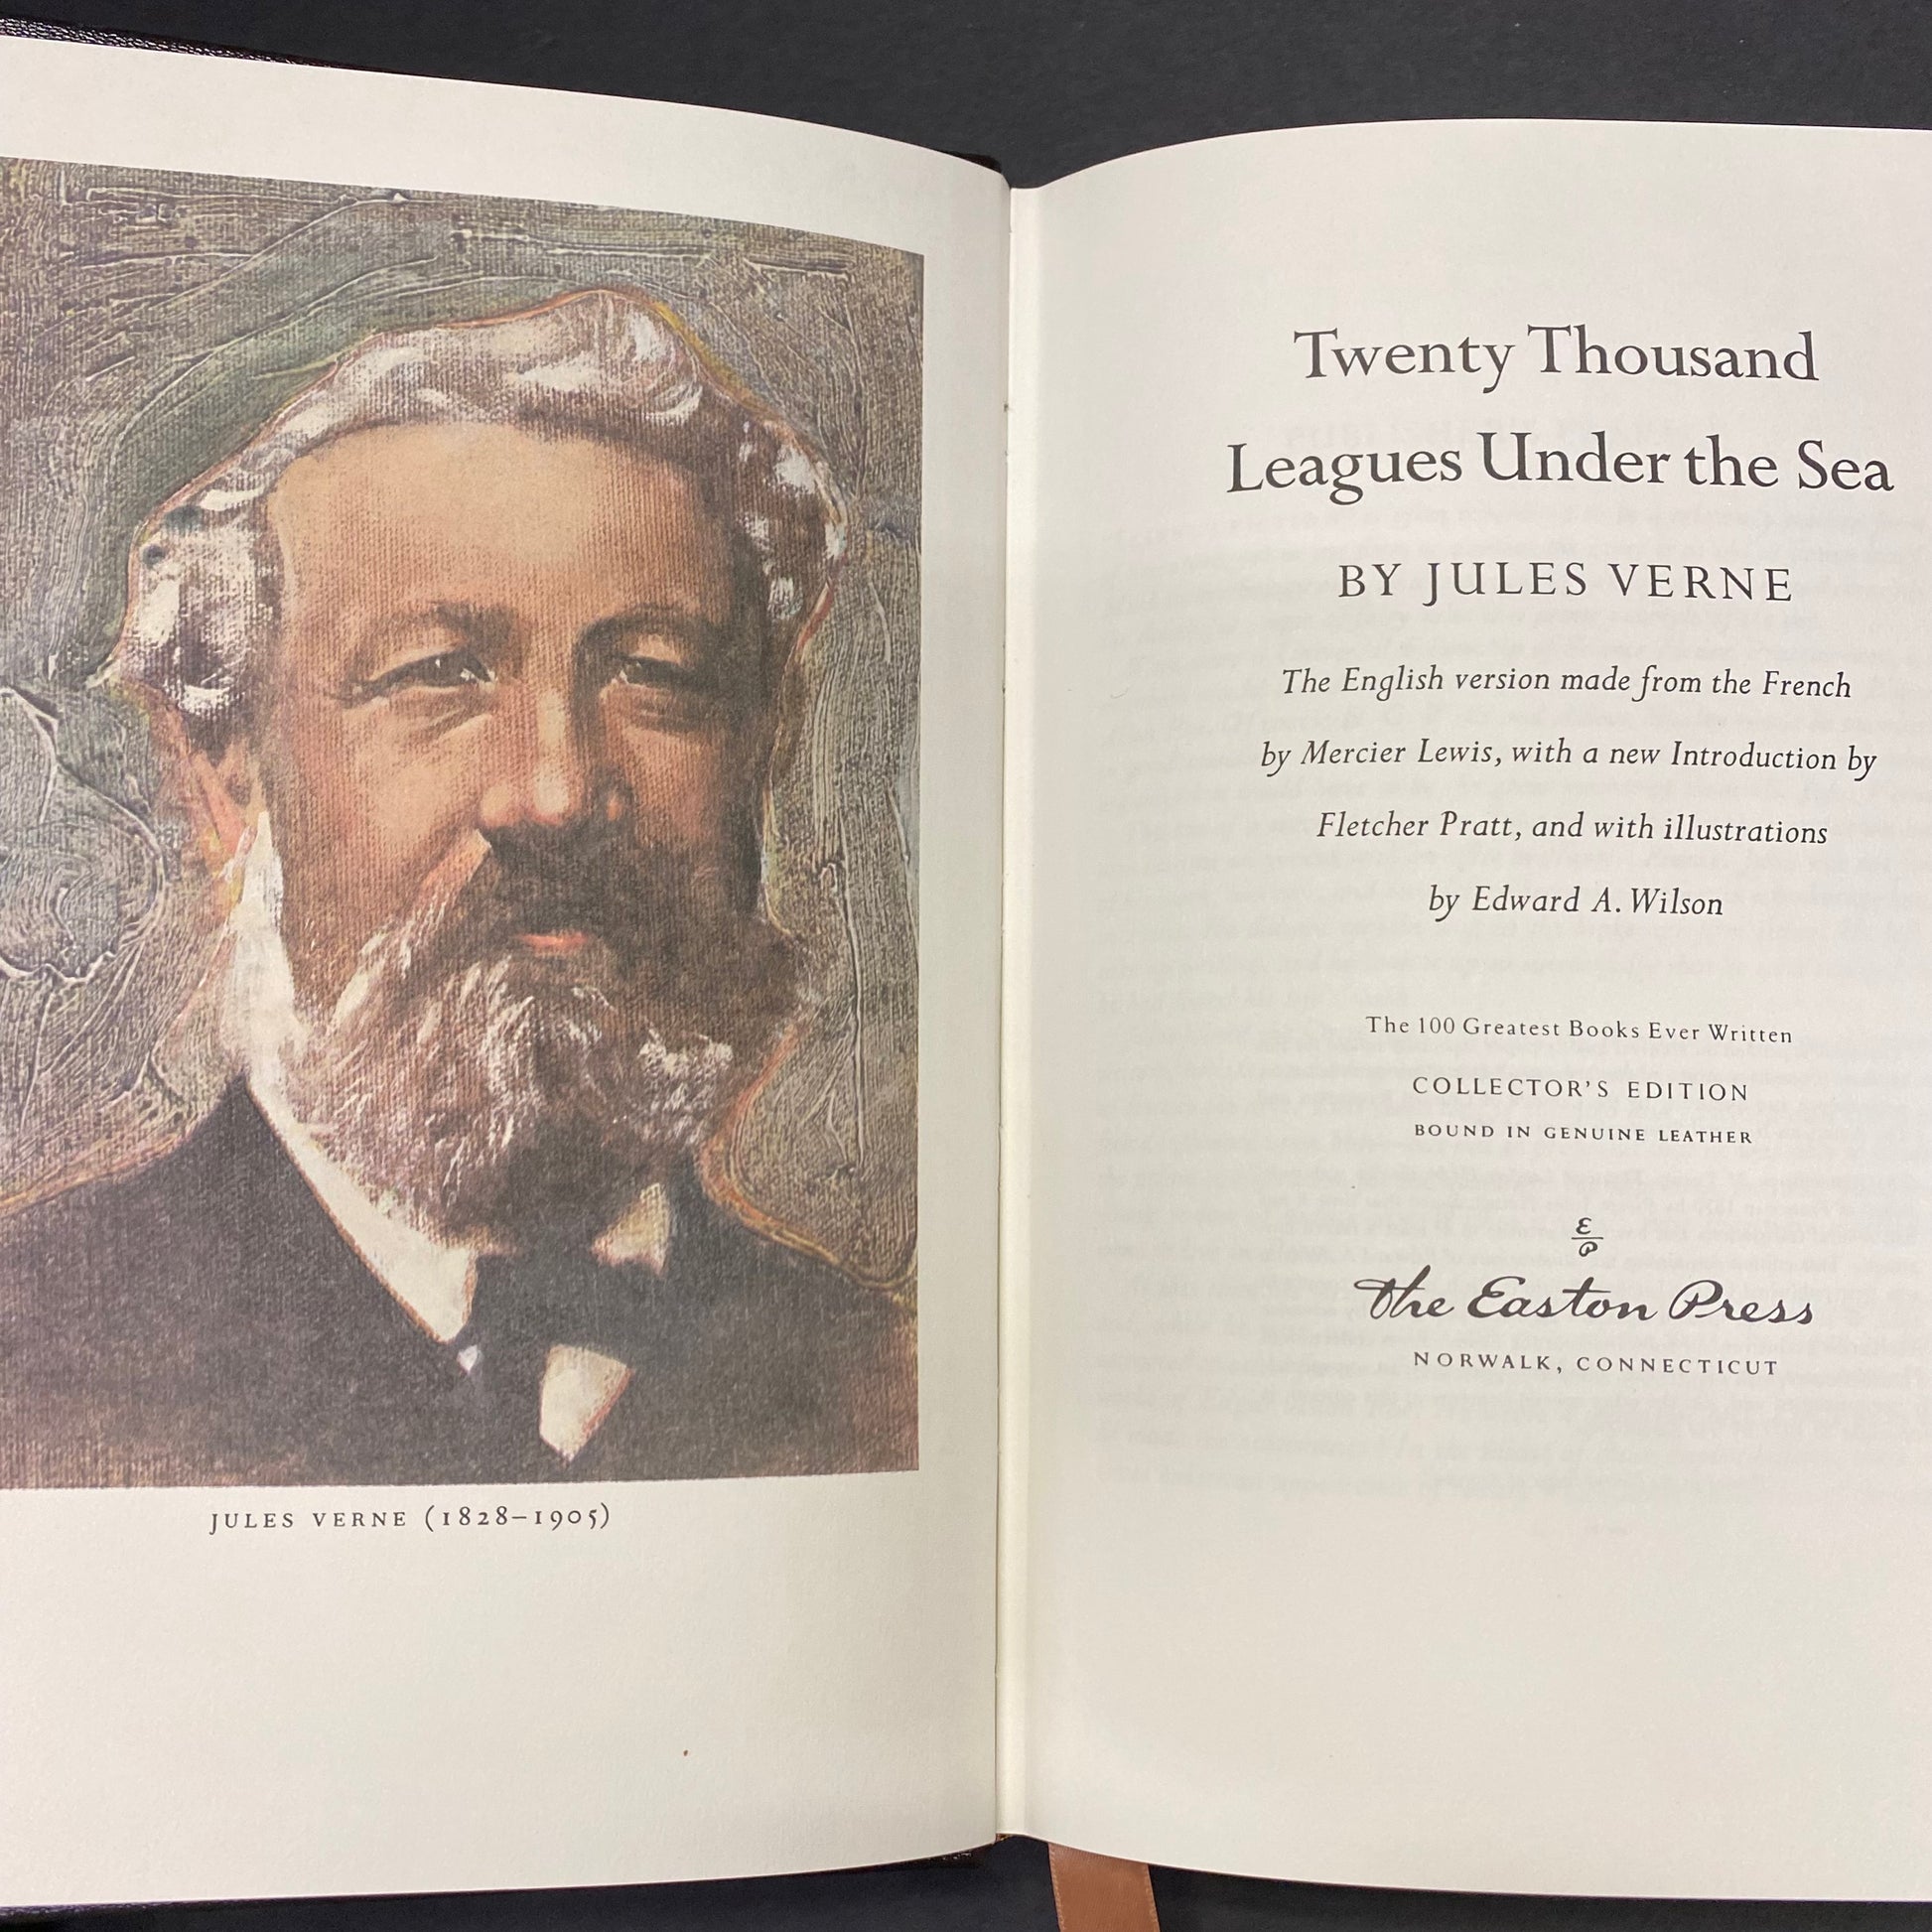 JULES VERNE (1828–1905)
Twenty Thousand
Leagues Under the Sea
BY JULES VERNE
The English version made from the French
by Mercier Lewis, with a new Introduction by
Fletcher Pratt, and with illustrations
by Edward A. Wilson
The 100 Greatest Books Ever Written
COLLECTOR'S EDITION
BOUND IN GENUINE LEATHER
E
P
The Easton Press
NORWALK, CONNECTICUT